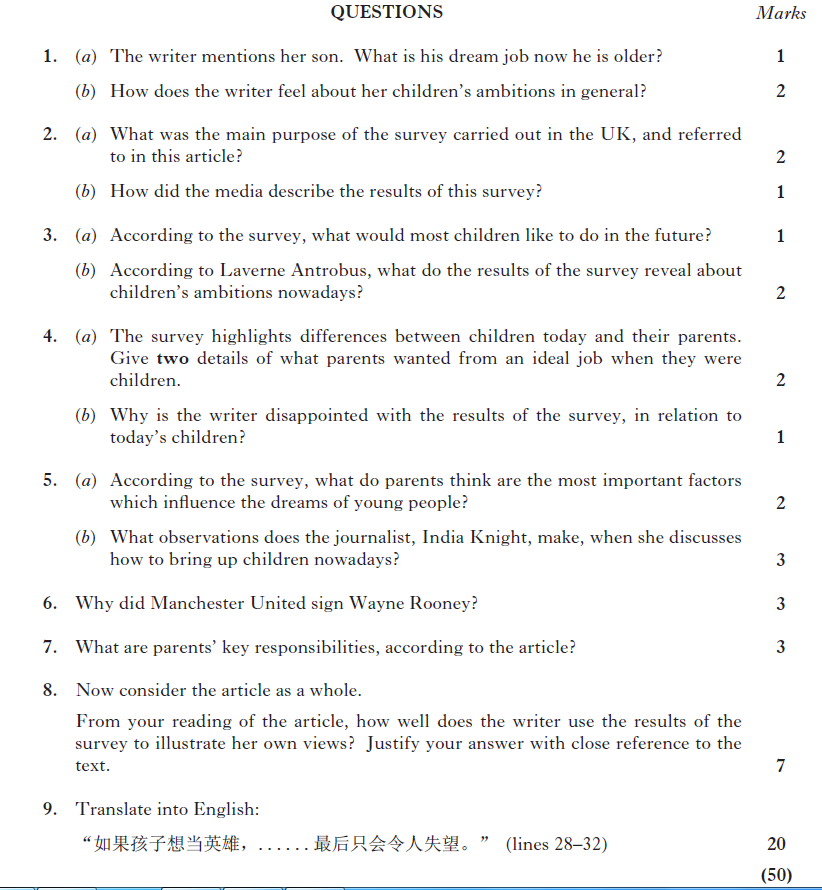 QUESTIONS Marks
1. (a) The writer mentions her son. What is his dream job now he is older? 1
(b) How does the writer feel about her children's ambitions in general? 2
2. (a) What was the main purpose of the survey carried out in the UK, and referred
to in this article? 2
(b) How did the media describe the results of this survey? 1
3. (a) According to the survey, what would most children like to do in the future? 1
(b) According to Laverne Antrobus, what do the results of the survey reveal about
children's ambitions nowadays? 2
4. (a) The survey highlights differences between children today and their parents.
Give two details of what parents wanted from an ideal job when they were
children. 2
(b) Why is the writer disappointed with the results of the survey, in relation to
today's children? 1
5. (a) According to the survey, what do parents think are the most important factors
which influence the dreams of young people? 2
(b) What observations does the journalist, India Knight, make, when she discusses
how to bring up children nowadays? 3
6. Why did Manchester United sign Wayne Rooney? 3
7. What are parents' key responsibilities, according to the article? 3
8. Now consider the article as a whole.
From your reading of the article, how well does the writer use the results of the
survey to illustrate her own views? Justify your answer with close reference to the
text. 7
9. Translate into English:
“如果孩子想当英雄，......最后只会令人失望。” (lines 28–32) 20
(50)